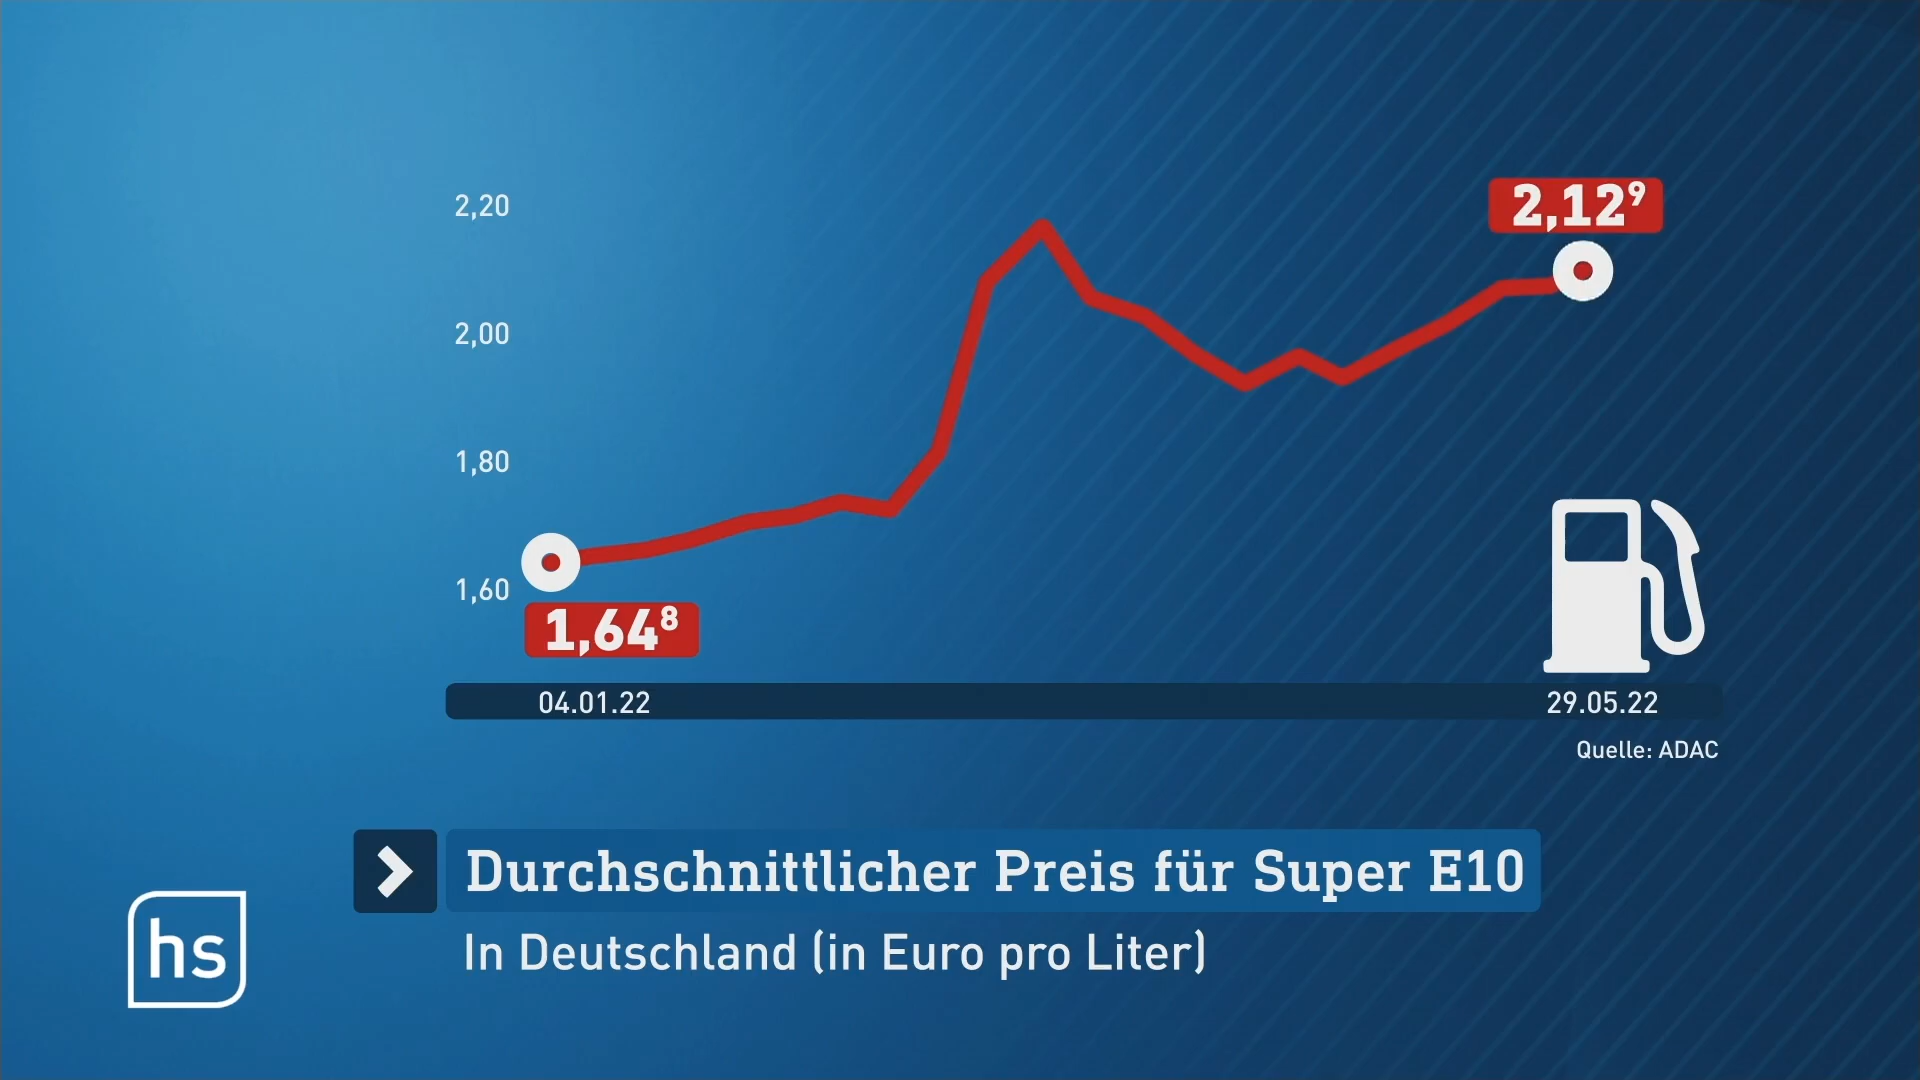 2,20
2,12⁹
2,00
1,80
1,60
1,64⁸
04.01.22
29.05.22
Quelle: ADAC
Durchschnittlicher Preis für Super E10
In Deutschland (in Euro pro Liter)
hs